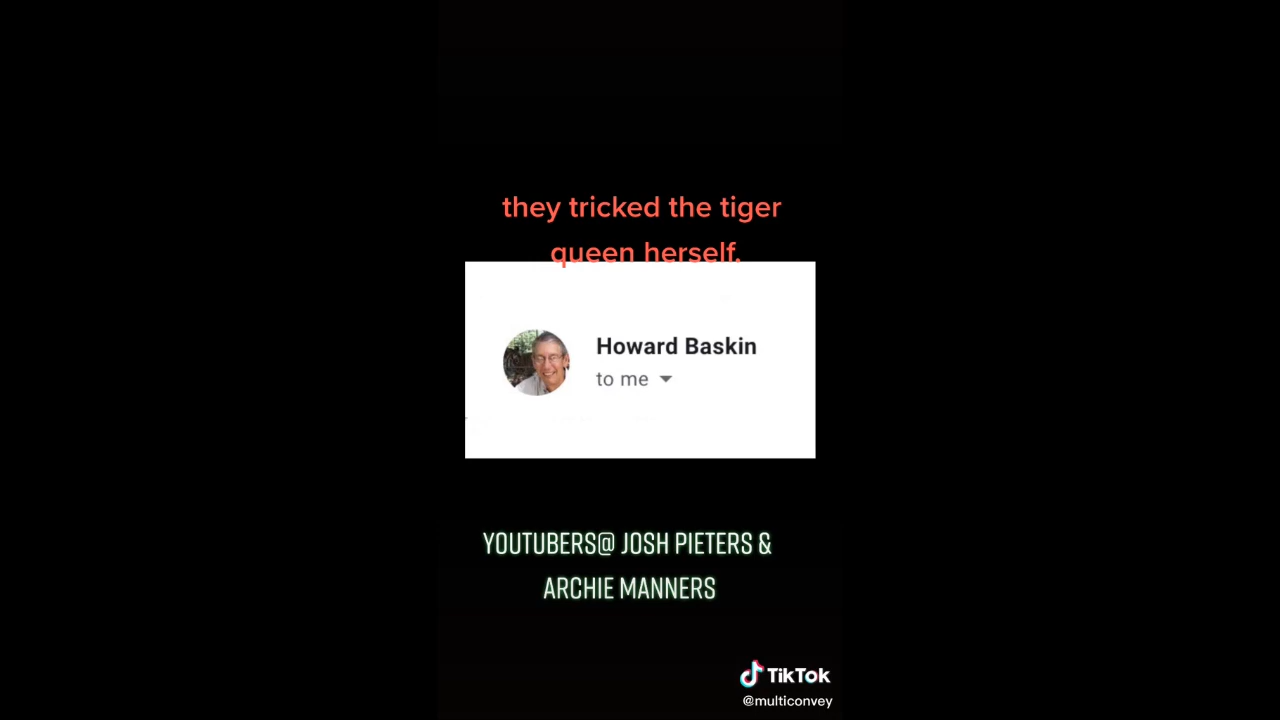 they tricked the tiger
queen herself.
Howard Baskin
to me
YOUTUBERS@ JOSH PIETERS &
ARCHIE MANNERS
TikTok
@multiconvey